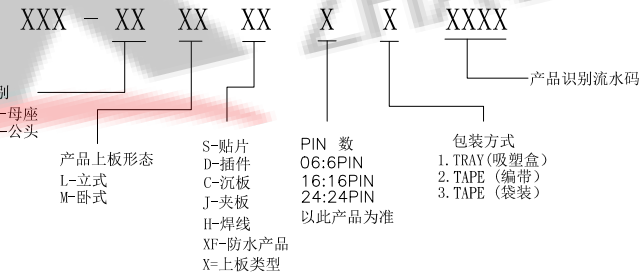 XXX - XX XX XX X X XXXX
产品识别流水码
别
-母座
-公头
产品上板形态
L-立式
M-卧式
S-贴片
D-插件
C-沉板
J-夹板
H-焊线
XF-防水产品
X=上板类型
PIN 数
06:6PIN
16:16PIN
24:24PIN
以此产品为准
包装方式
1.TRAY(吸塑盒)
2.TAPE (编带)
3.TAPE (袋装)